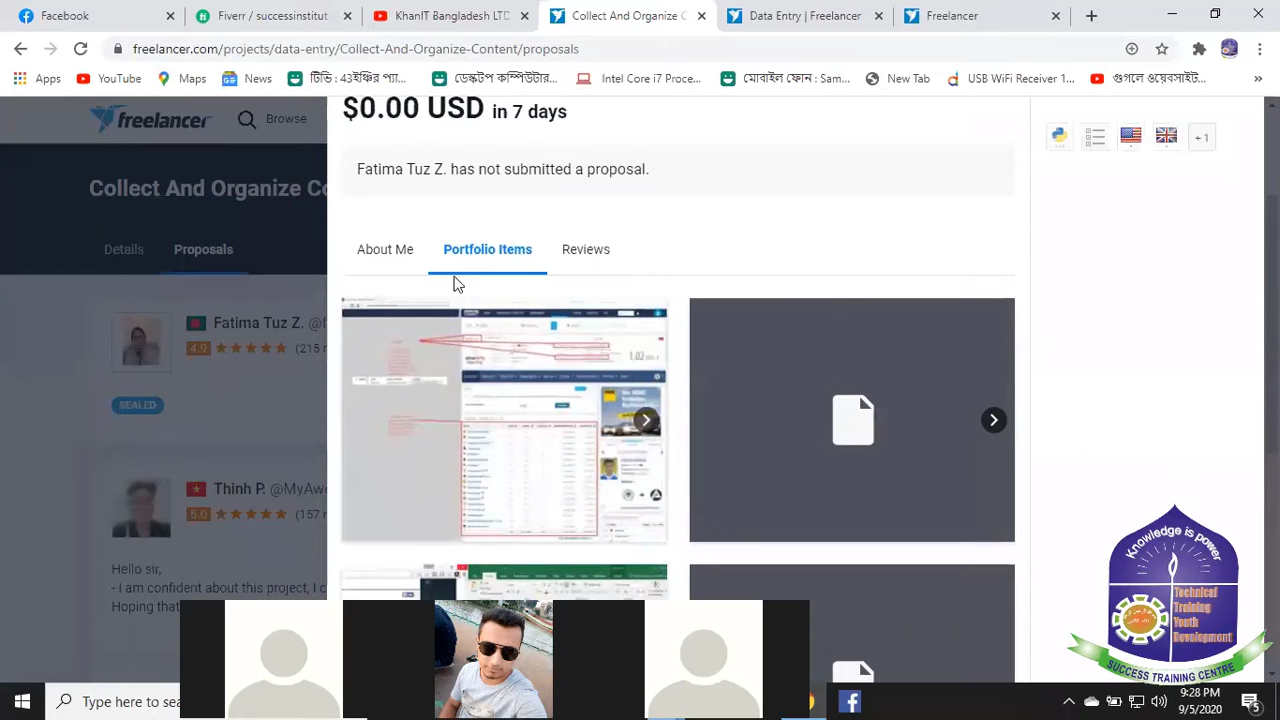 Facebook
Fiverr / successinstitut
KhanIT Bangladesh L
Collect And Organize C
Data Entry | Freelancer
Freelancer
freelancer.com/projects/data-entry/Collect-And-Organize-Content/proposals
Apps
YouTube
Maps
News
টিভি : 43ইঞ্চির প্যা...
ডেস্কটপ কম্পিউটার...
Intel Core i7 Proce...
মোবাইল ফোন : Sam...
New Tab
USB WiFi Receiver 1...
গুগলে ওয়েবসাইট...
freelancer
Browse
$0.00 USD in 7 days
+1
Fatima Tuz Z. has not submitted a proposal.
Collect And Organize Co
Details
Proposals
About Me
Portfolio Items
Reviews
Fatima Tuz Z.
4.9
(215
1.02
SEALED
hinh P.
Hello sir,
- I am confident about this project, c
Hoping that
Knowledge is Power
Technical
Training
Youth
Development
SUCCESS TRAINING CENTRE
Type here to sea
9:28 PM
9/5/2020
5